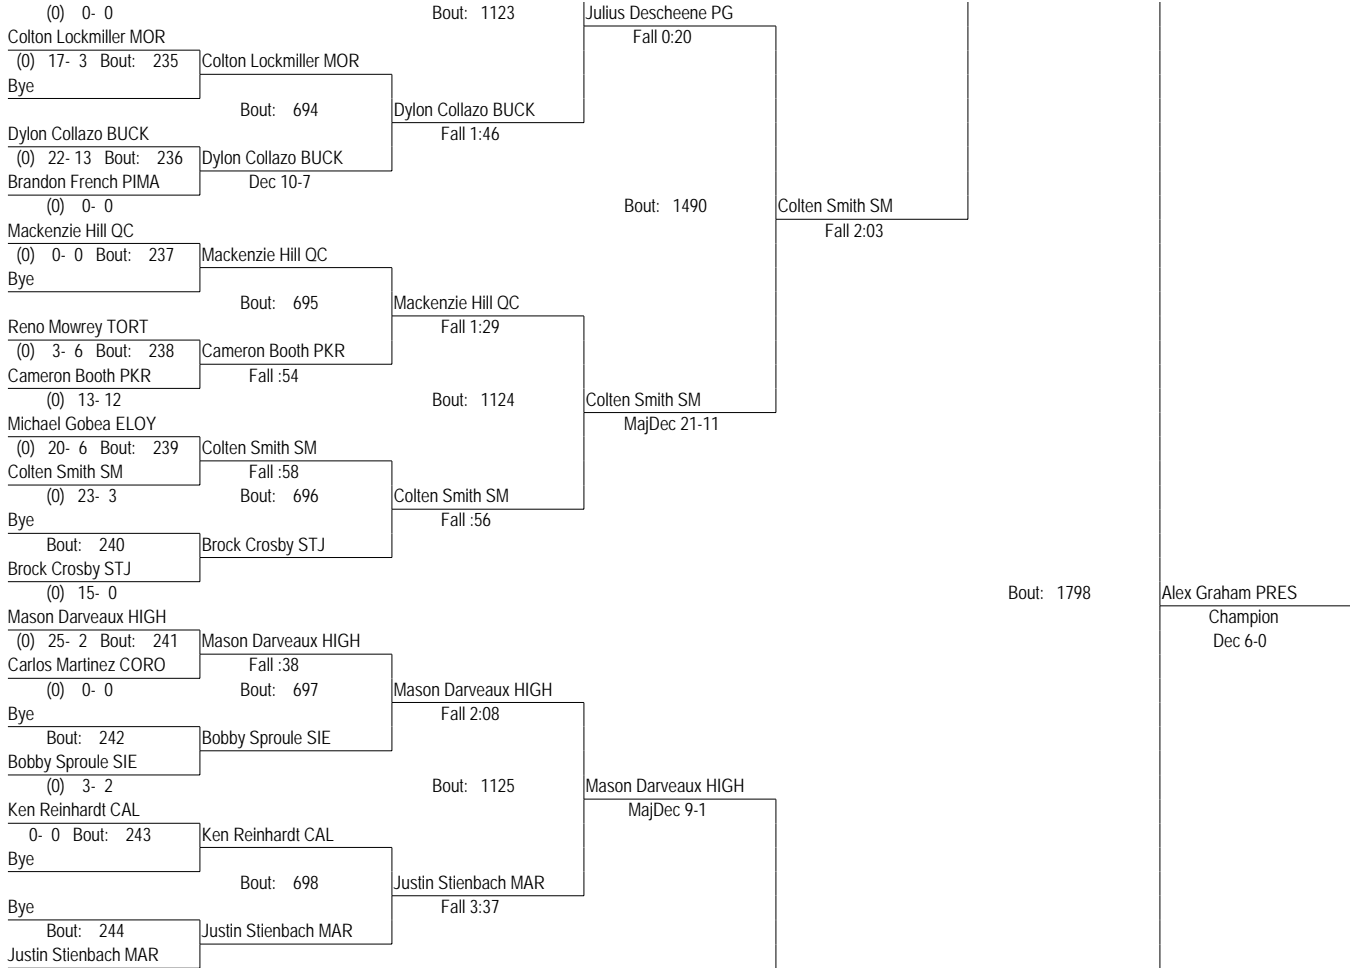 (0) 0- 0 Bout: 1123 Julius Descheene PG
Colton Lockmiller MOR Fall 0:20
(0) 17- 3 Bout: 235 Colton Lockmiller MOR
Bye
Bout: 694 Dylon Collazo BUCK
Dylon Collazo BUCK Fall 1:46
(0) 22- 13 Bout: 236 Dylon Collazo BUCK
Brandon French PIMA Dec 10-7
(0) 0- 0 Bout: 1490 Colten Smith SM
Mackenzie Hill QC Fall 2:03
(0) 0- 0 Bout: 237 Mackenzie Hill QC
Bye
Bout: 695 Mackenzie Hill QC
Reno Mowrey TORT Fall 1:29
(0) 3- 6 Bout: 238 Cameron Booth PKR
Cameron Booth PKR Fall :54
(0) 13- 12 Bout: 1124 Colten Smith SM
Michael Gobea ELOY MajDec 21-11
(0) 20- 6 Bout: 239 Colten Smith SM
Colten Smith SM Fall :58
(0) 23- 3 Bout: 696 Colten Smith SM
Bye Fall :56
Bout: 240 Brock Crosby STJ
Brock Crosby STJ
(0) 15- 0 Bout: 1798 Alex Graham PRES
Mason Darveaux HIGH Champion
(0) 25- 2 Bout: 241 Mason Darveaux HIGH Dec 6-0
Carlos Martinez CORO Fall :38
(0) 0- 0 Bout: 697 Mason Darveaux HIGH
Bye Fall 2:08
Bout: 242 Bobby Sproule SIE
Bobby Sproule SIE
(0) 3- 2 Bout: 1125 Mason Darveaux HIGH
Ken Reinhardt CAL MajDec 9-1
0- 0 Bout: 243 Ken Reinhardt CAL
Bye
Bout: 698 Justin Stienbach MAR
Bye Fall 3:37
Bout: 244 Justin Stienbach MAR
Justin Stienbach MAR